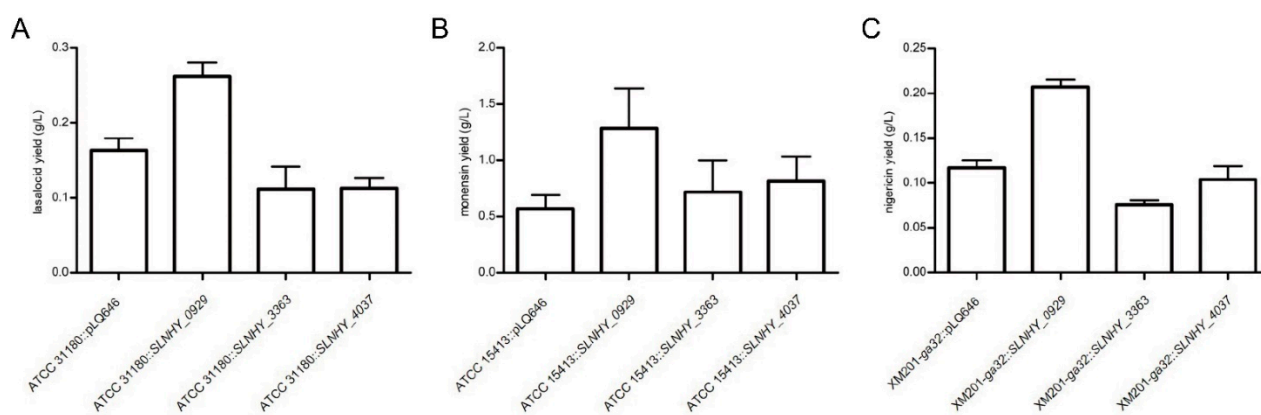 A
lasalocid yield (g/L)
0.3
0.2
0.1
0.0
ATCC 31180::pLQ646
ATCC 31180::SLNHY_0929
ATCC 31180::SLNHY_3363
ATCC 31180::SLNHY_4037
B
monensin yield (g/L)
2.0
1.5
1.0
0.5
0.0
ATCC 15413::pLQ646
ATCC 15413::SLNHY_0929
ATCC 15413::SLNHY_3363
ATCC 15413::SLNHY_4037
C
nigericin yield (g/L)
0.25
0.20
0.15
0.10
0.05
0.00
XM201-ga32::pLQ646
XM201-ga32::SLNHY_0929
XM201-ga32::SLNHY_3363
XM201-ga32::SLNHY_4037